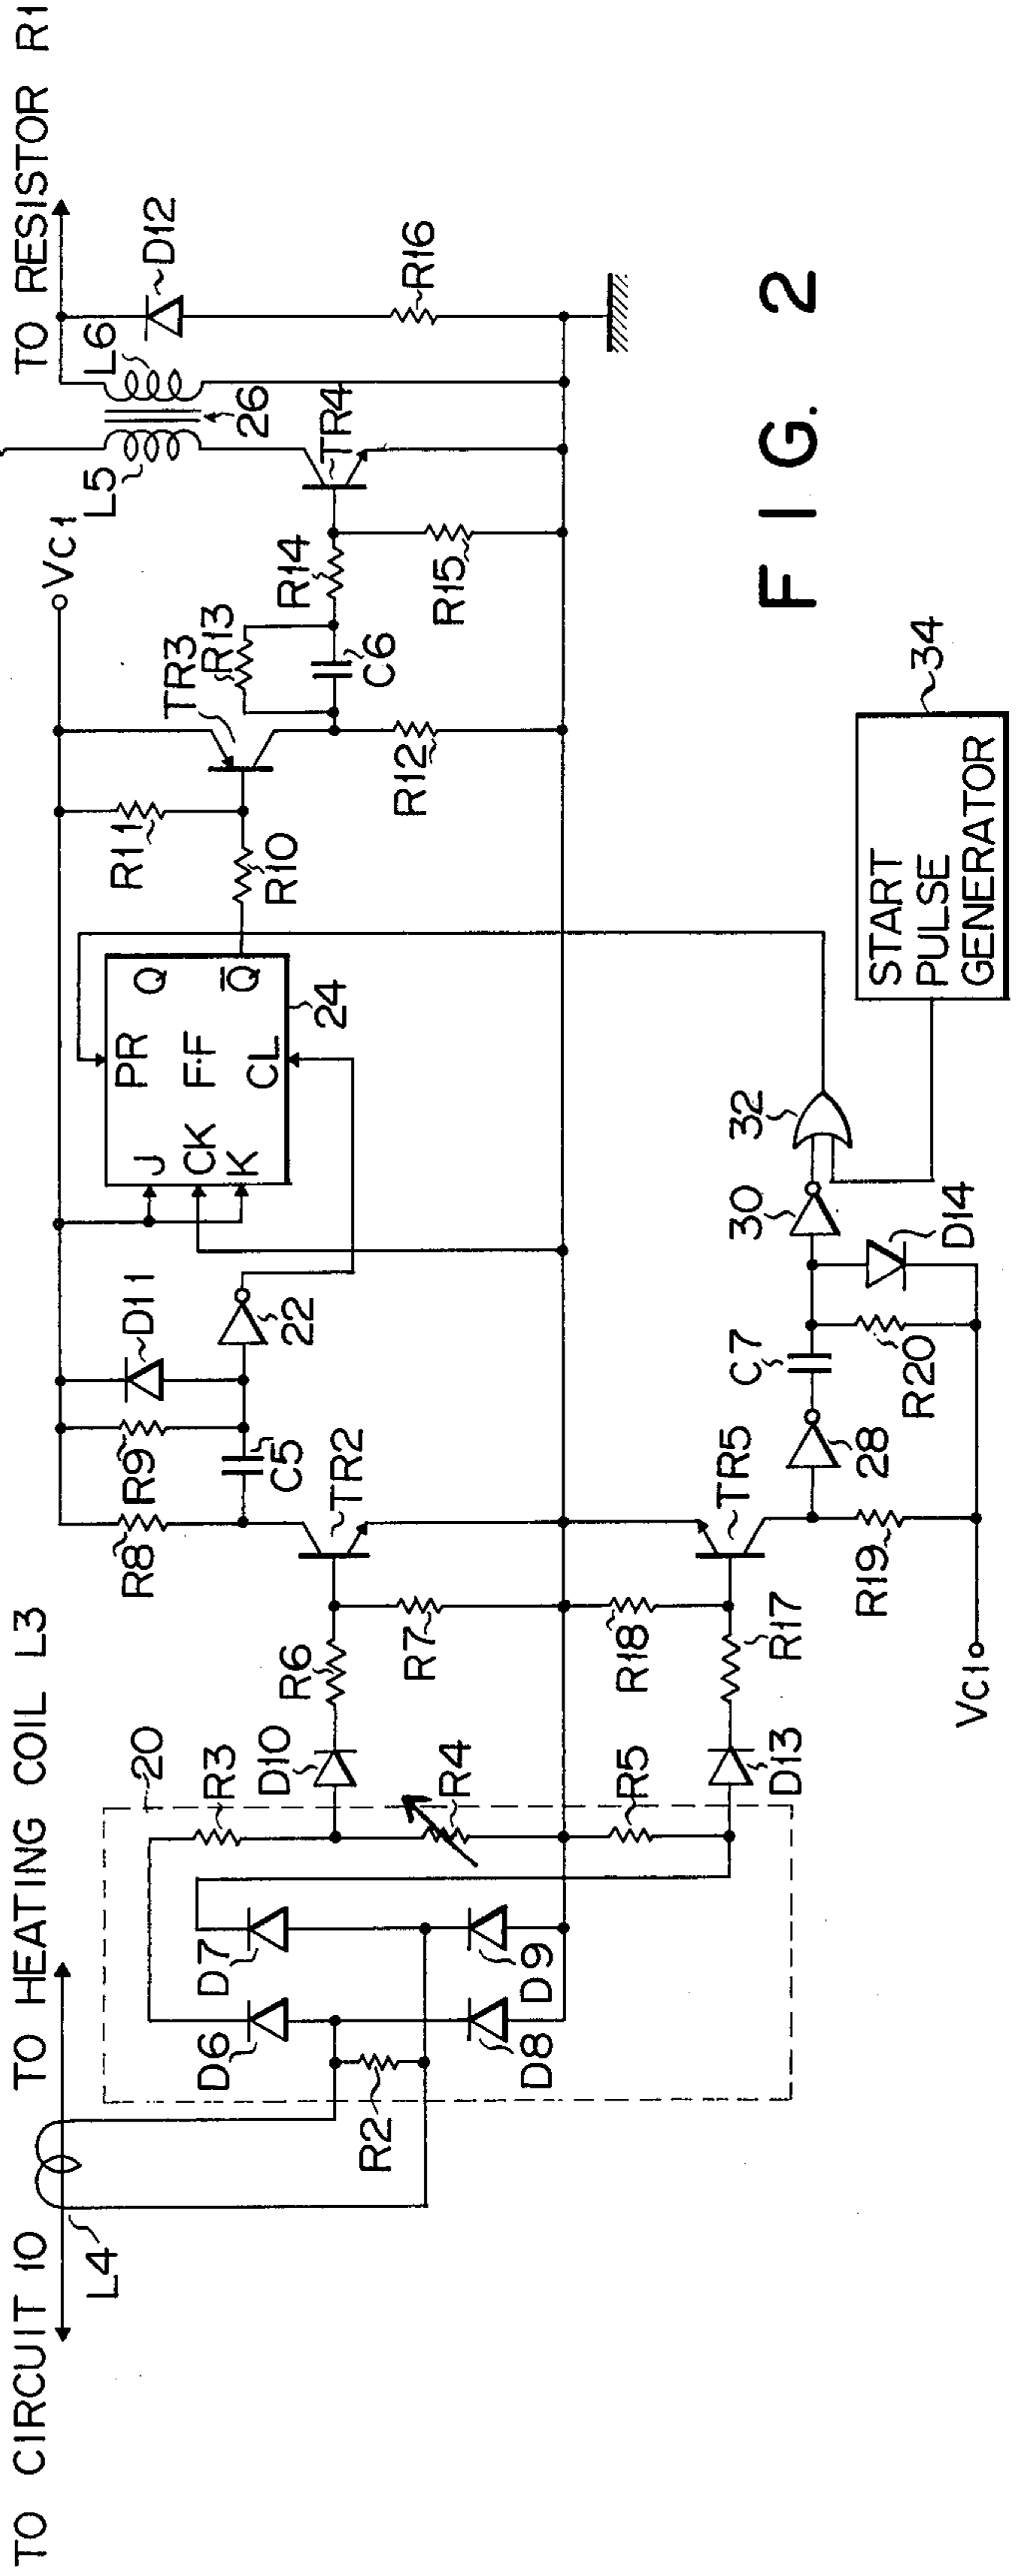 TO CIRCUIT 10
TO HEATING COIL L3
TO RESISTOR R1
L4
20
R2
D6
D7
D8
D9
R3
R4
R5
D10
R6
R7
R8
R9
D11
C5
TR2
22
J
CK
K
PR
F·F
CL
Q
Q̅
24
R10
R11
TR3
R12
R13
C6
R14
R15
TR4
VC1
L5
L6
26
D12
R16
D13
R17
R18
TR5
R19
28
C7
R20
D14
30
32
VC1
START
PULSE
GENERATOR
34
FIG. 2